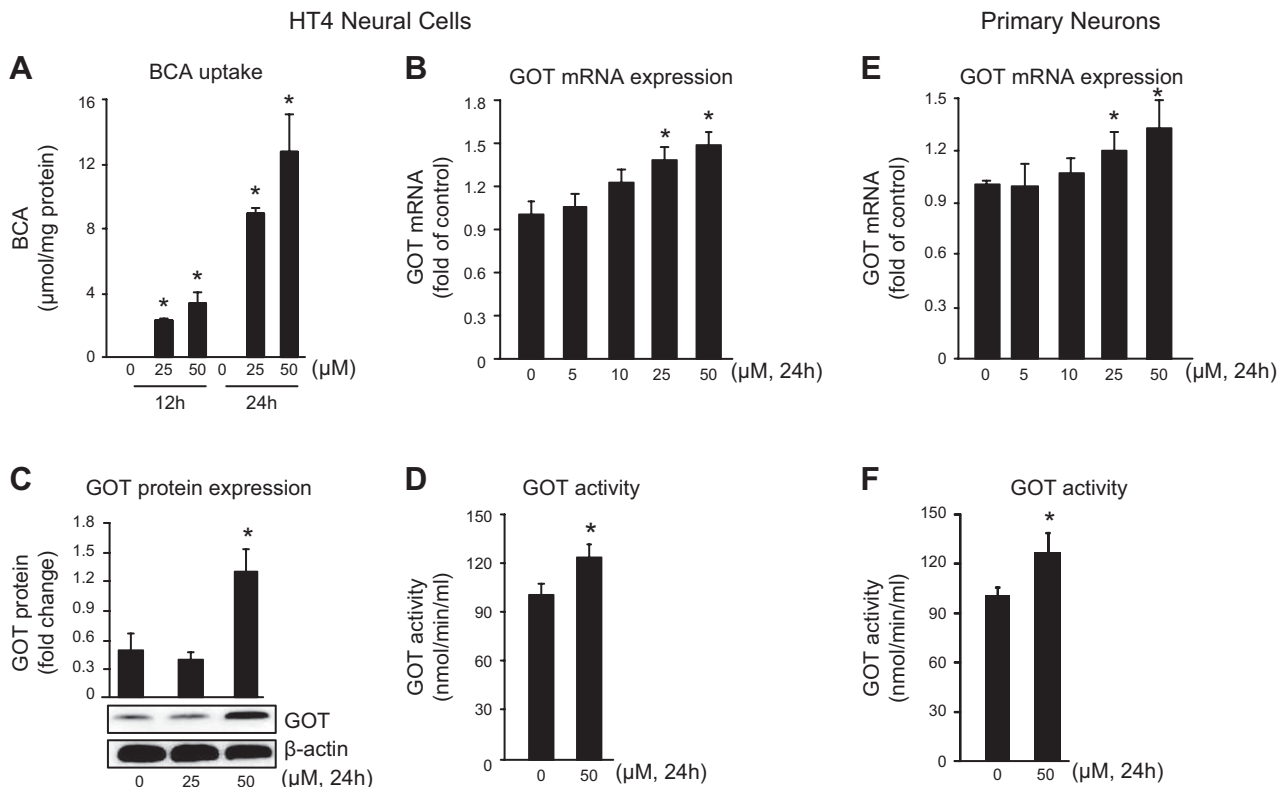 HT4 Neural Cells
Primary Neurons
A
BCA uptake
BCA
(µmol/mg protein)
16
12
8
4
0
*
*
*
*
0 25 50 0 25 50 (µM)
12h 24h
B
GOT mRNA expression
GOT mRNA
(fold of control)
1.8
1.5
1.2
0.9
0.6
0.3
0
*
*
0 5 10 25 50 (µM, 24h)
E
GOT mRNA expression
GOT mRNA
(fold of control)
1.5
1.2
0.9
0.6
0.3
0
*
*
0 5 10 25 50 (µM, 24h)
C
GOT protein expression
GOT protein
(fold change)
1.8
1.5
1.2
0.9
0.6
0.3
0
*
GOT
β-actin
0 25 50 (µM, 24h)
D
GOT activity
GOT activity
(nmol/min/ml)
150
120
90
60
30
0
*
0 50 (µM, 24h)
F
GOT activity
GOT activity
(nmol/min/ml)
150
120
90
60
30
0
*
0 50 (µM, 24h)